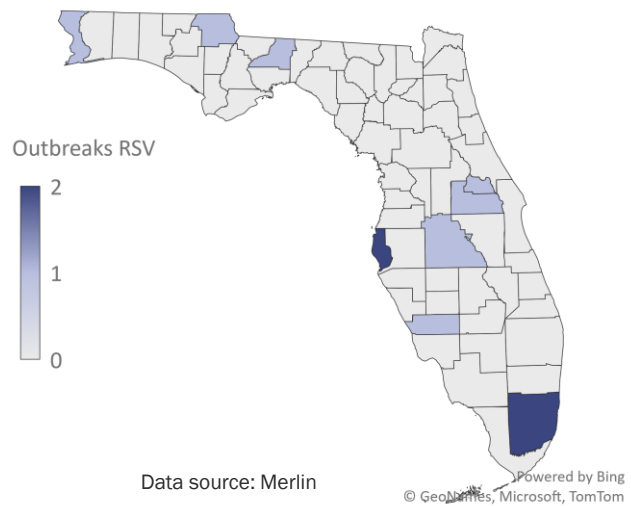 Outbreaks RSV
2
1
0
Data source: Merlin
Powered by Bing
© GeoNames, Microsoft, TomTom